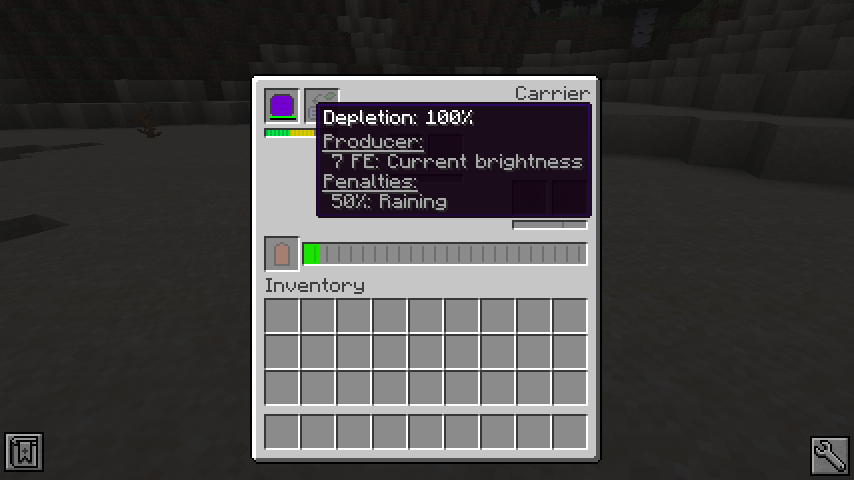 Carrier
Depletion: 100%
Producer:
7 FE: Current brightness
Penalties:
50%: Raining
Inventory